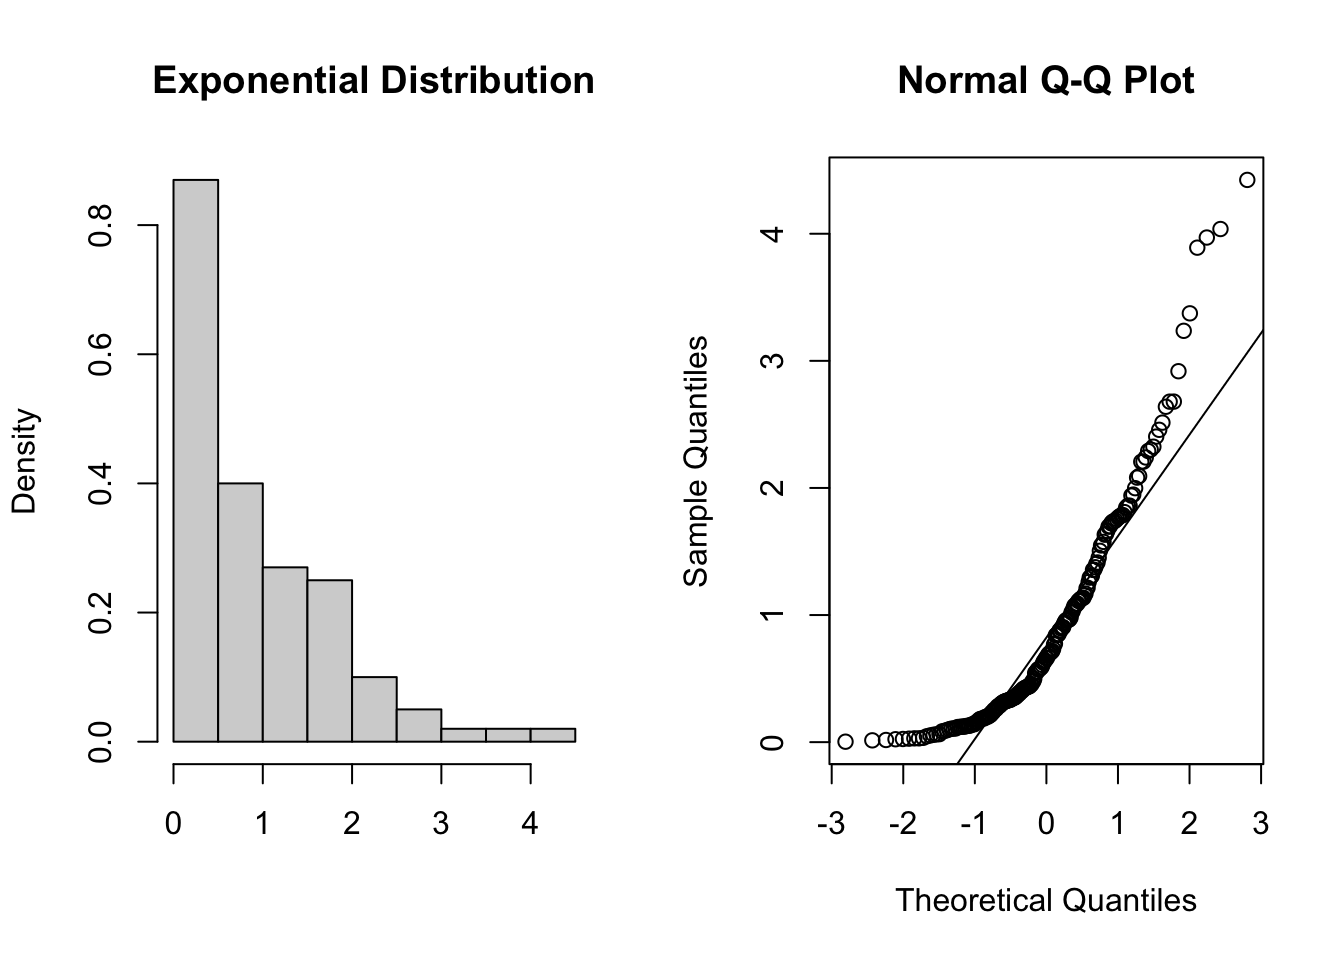 Exponential Distribution
Density
0.0 0.2 0.4 0.6 0.8
0 1 2 3 4
Normal Q-Q Plot
Sample Quantiles
0 1 2 3 4
-3 -2 -1 0 1 2 3
Theoretical Quantiles